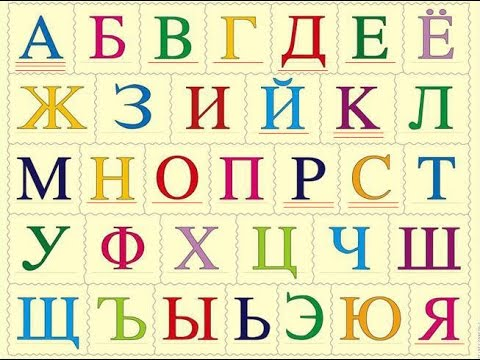 А Б В Г Д Е Ё
Ж З И Й К Л
М Н О П Р С Т
У Ф Х Ц Ч Ш
Щ Ъ Ы Ь Э Ю Я